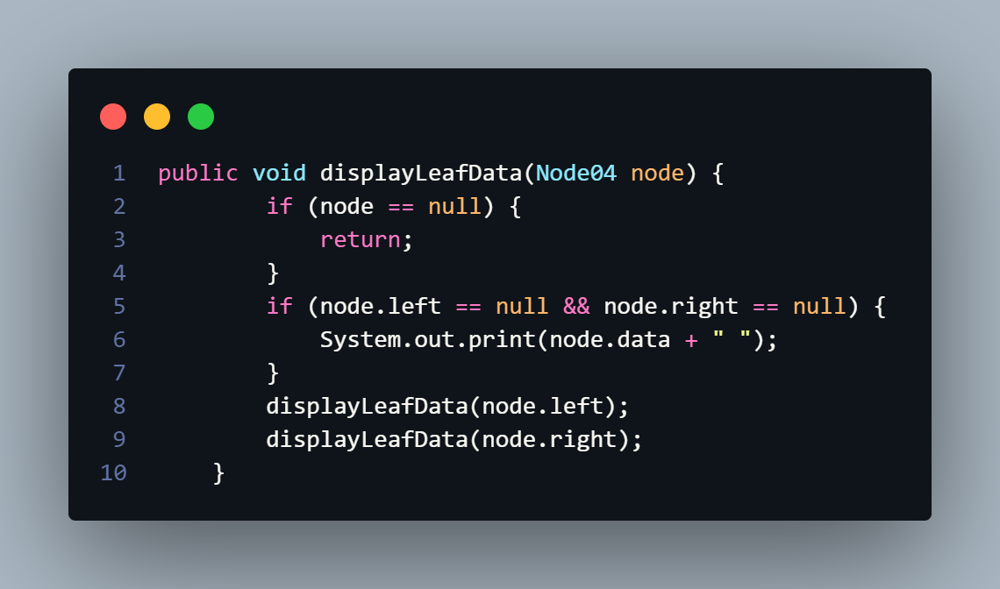 1 public void displayLeafData(Node04 node) {
2         if (node == null) {
3             return;
4         }
5         if (node.left == null && node.right == null) {
6             System.out.print(node.data + " ");
7         }
8         displayLeafData(node.left);
9         displayLeafData(node.right);
10     }